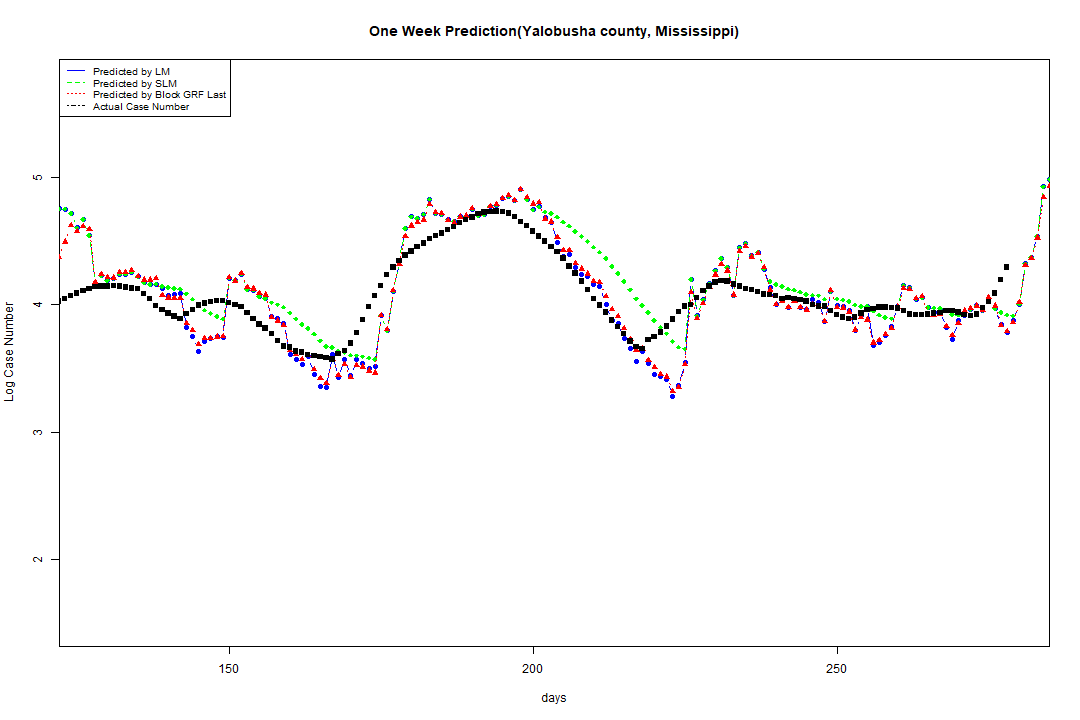 One Week Prediction(Yalobusha county, Mississippi)
Predicted by LM
Predicted by SLM
Predicted by Block GRF Last
Actual Case Number
5
4
3
2
Log Case Number
150
200
250
days